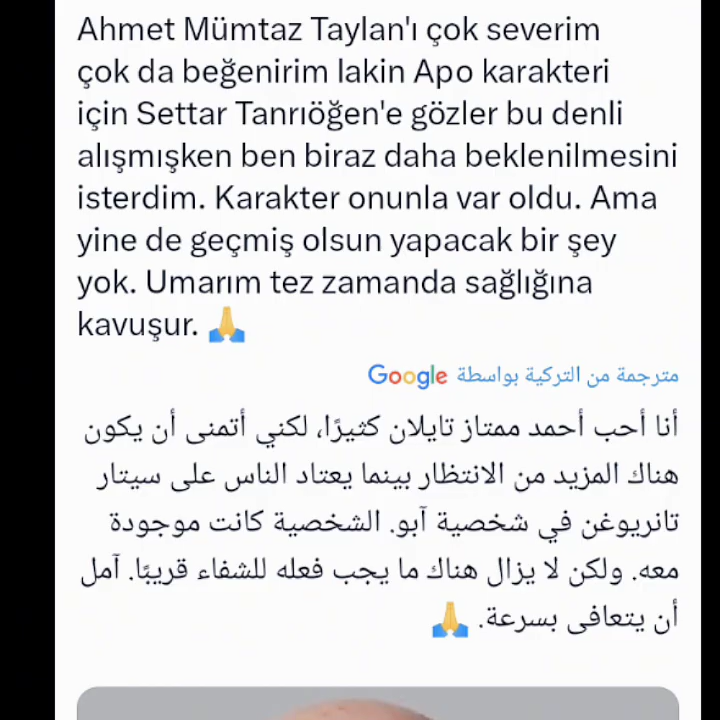 Ahmet Mümtaz Taylan'ı çok severim
çok da beğenirim lakin Apo karakteri
için Settar Tanrıöğen'e gözler bu denli
alışmışken ben biraz daha beklenilmesini
isterdim. Karakter onunla var oldu. Ama
yine de geçmiş olsun yapacak bir şey
yok. Umarım tez zamanda sağlığına
kavuşur. 🙏
مترجمة من التركية بواسطة Google
أنا أحب أحمد ممتاز تايلان كثيرًا، لكني أتمنى أن يكون
هناك المزيد من الانتظار بينما يعتاد الناس على سيتار
تانريوغن في شخصية آبو. الشخصية كانت موجودة
معه. ولكن لا يزال هناك ما يجب فعله للشفاء قريبًا. آمل
أن يتعافى بسرعة. 🙏